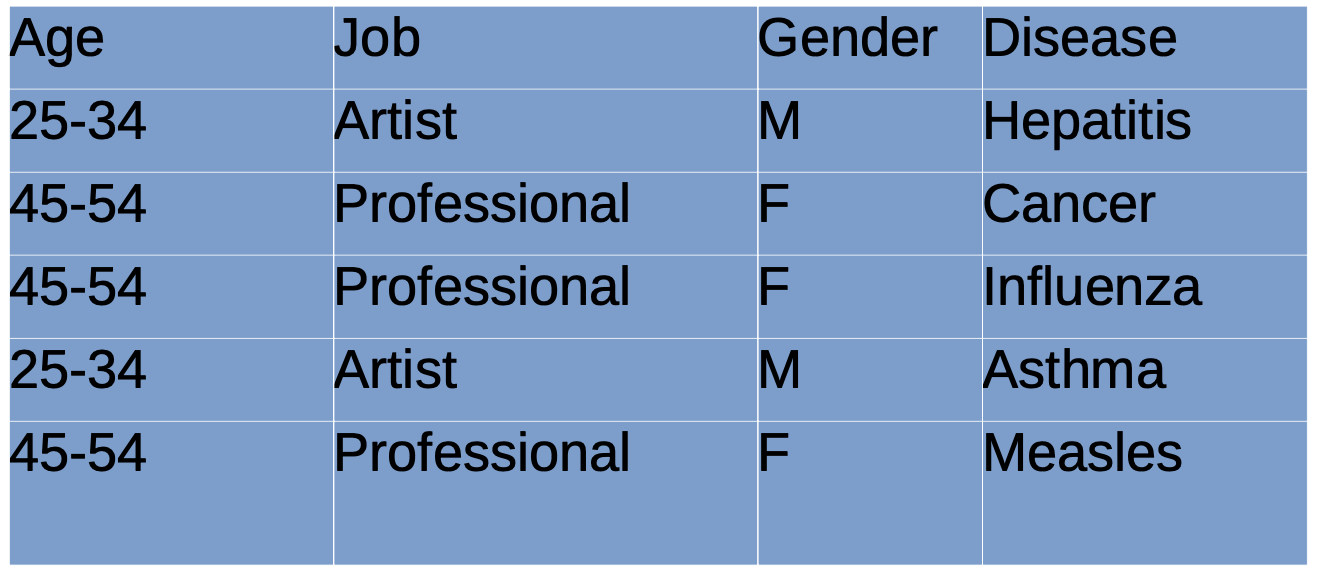 Age Job Gender Disease
25-34 Artist M Hepatitis
45-54 Professional F Cancer
45-54 Professional F Influenza
25-34 Artist M Asthma
45-54 Professional F Measles